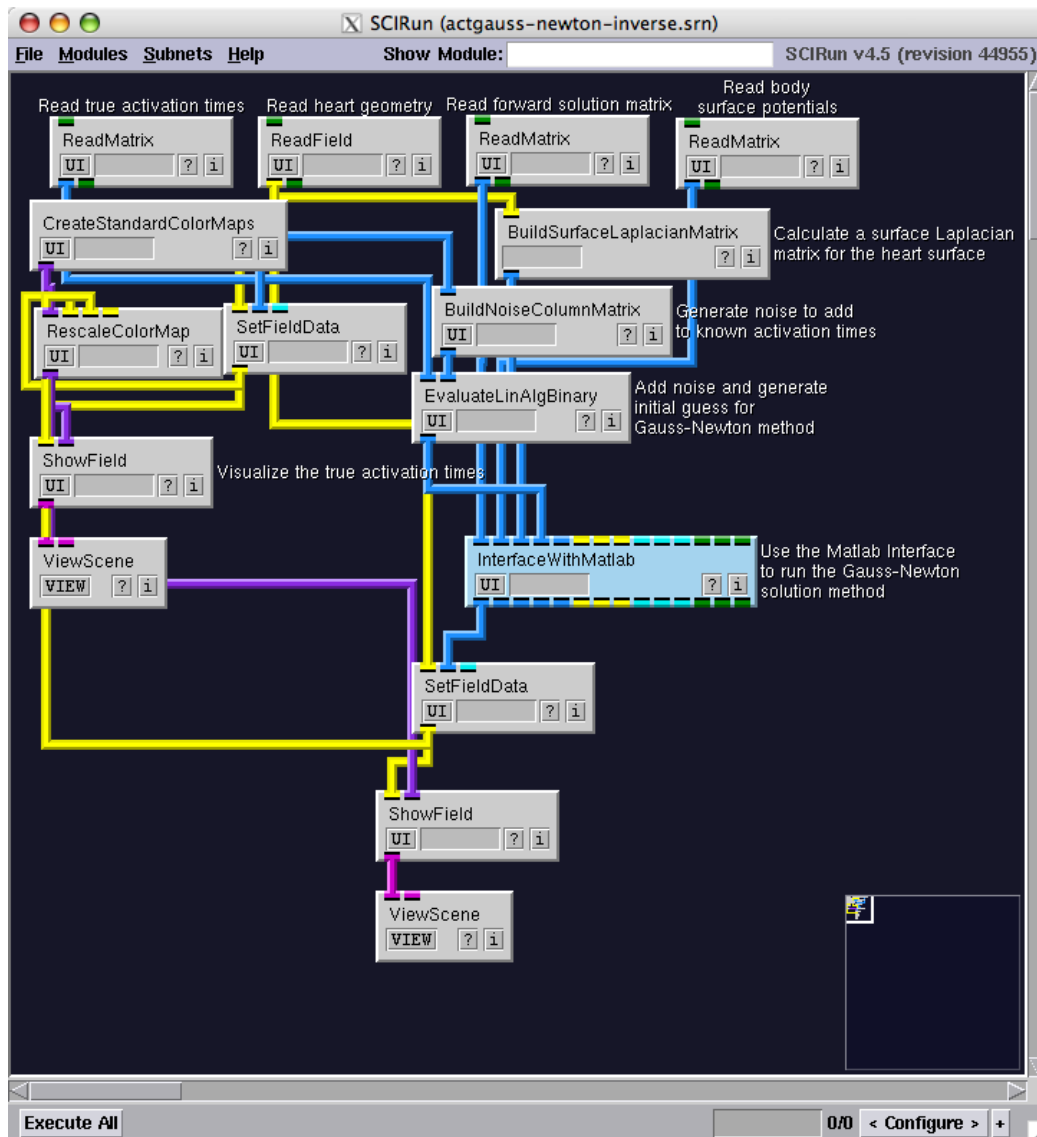 SCIRun (actgauss-newton-inverse.srn)
File Modules Subnets Help Show Module: SCIRun v4.5 (revision 44955)
Read true activation times
Read heart geometry
Read forward solution matrix
Read body
surface potentials
ReadMatrix
UI ? i
ReadField
UI ? i
ReadMatrix
UI ? i
ReadMatrix
UI ? i
CreateStandardColorMaps
UI ? i
BuildSurfaceLaplacianMatrix
? i
Calculate a surface Laplacian
matrix for the heart surface
RescaleColorMap
UI ? i
SetFieldData
UI ? i
BuildNoiseColumnMatrix
UI ? i
Generate noise to add
to known activation times
EvaluateLinAlgBinary
UI ? i
Add noise and generate
initial guess for
Gauss-Newton method
ShowField
UI ? i
Visualize the true activation times
ViewScene
VIEW ? i
InterfaceWithMatlab
UI ? i
Use the Matlab Interface
to run the Gauss-Newton
solution method
SetFieldData
UI ? i
ShowField
UI ? i
ViewScene
VIEW ? i
Execute All 0/0 < Configure > +